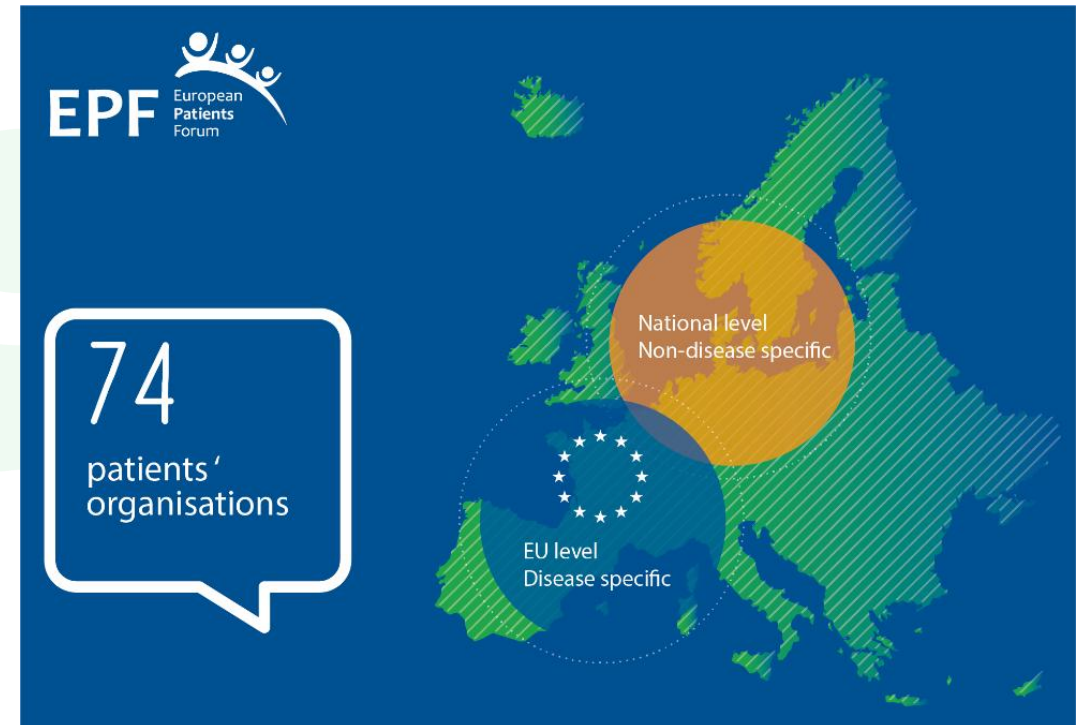 EPF
European
Patients
Forum
National level
Non-disease specific
74
patients '
organisations
EU level
Disease specific